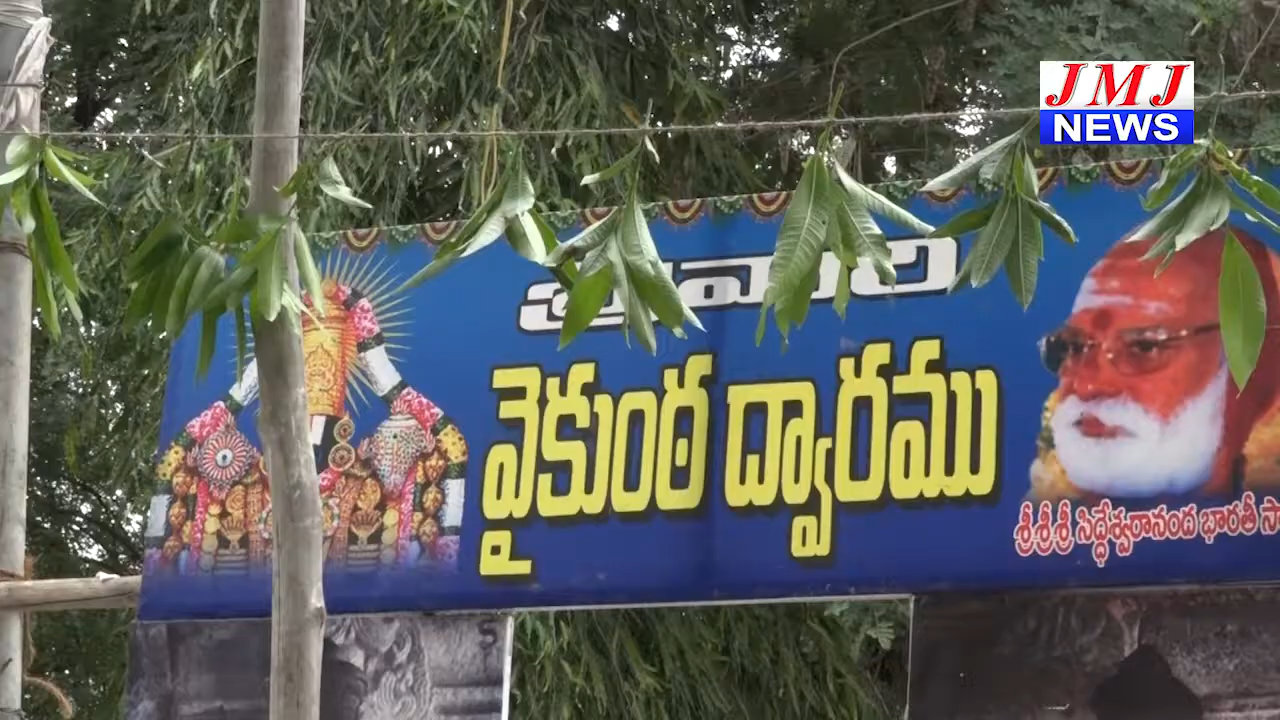 JMJ
NEWS
శ్రీవారి
వైకుంఠ ద్వారము
శ్రీశ్రీశ్రీ సిద్ధేశ్వరానంద భారతీ